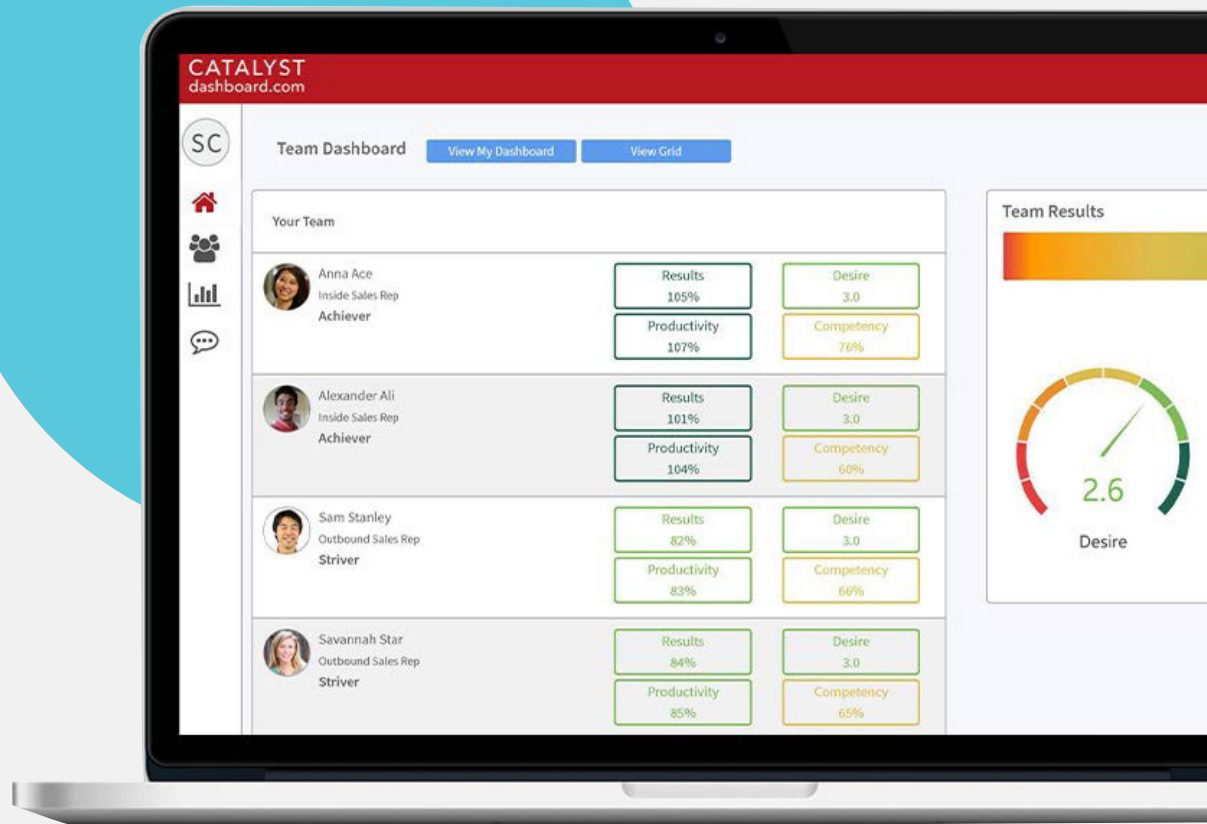 CATALYST
dashboard.com
SC
Team Dashboard
View My Dashboard
View Grid
Your Team
Anna Ace
Inside Sales Rep
Achiever
Results
105%
Desire
3.0
Productivity
107%
Competency
76%
Alexander Ali
Inside Sales Rep
Achiever
Results
101%
Desire
3.0
Productivity
104%
Competency
60%
Sam Stanley
Outbound Sales Rep
Striver
Results
82%
Desire
3.0
Productivity
83%
Competency
66%
Savannah Star
Outbound Sales Rep
Striver
Results
84%
Desire
3.0
Productivity
85%
Competency
65%
Team Results
2.6
Desire